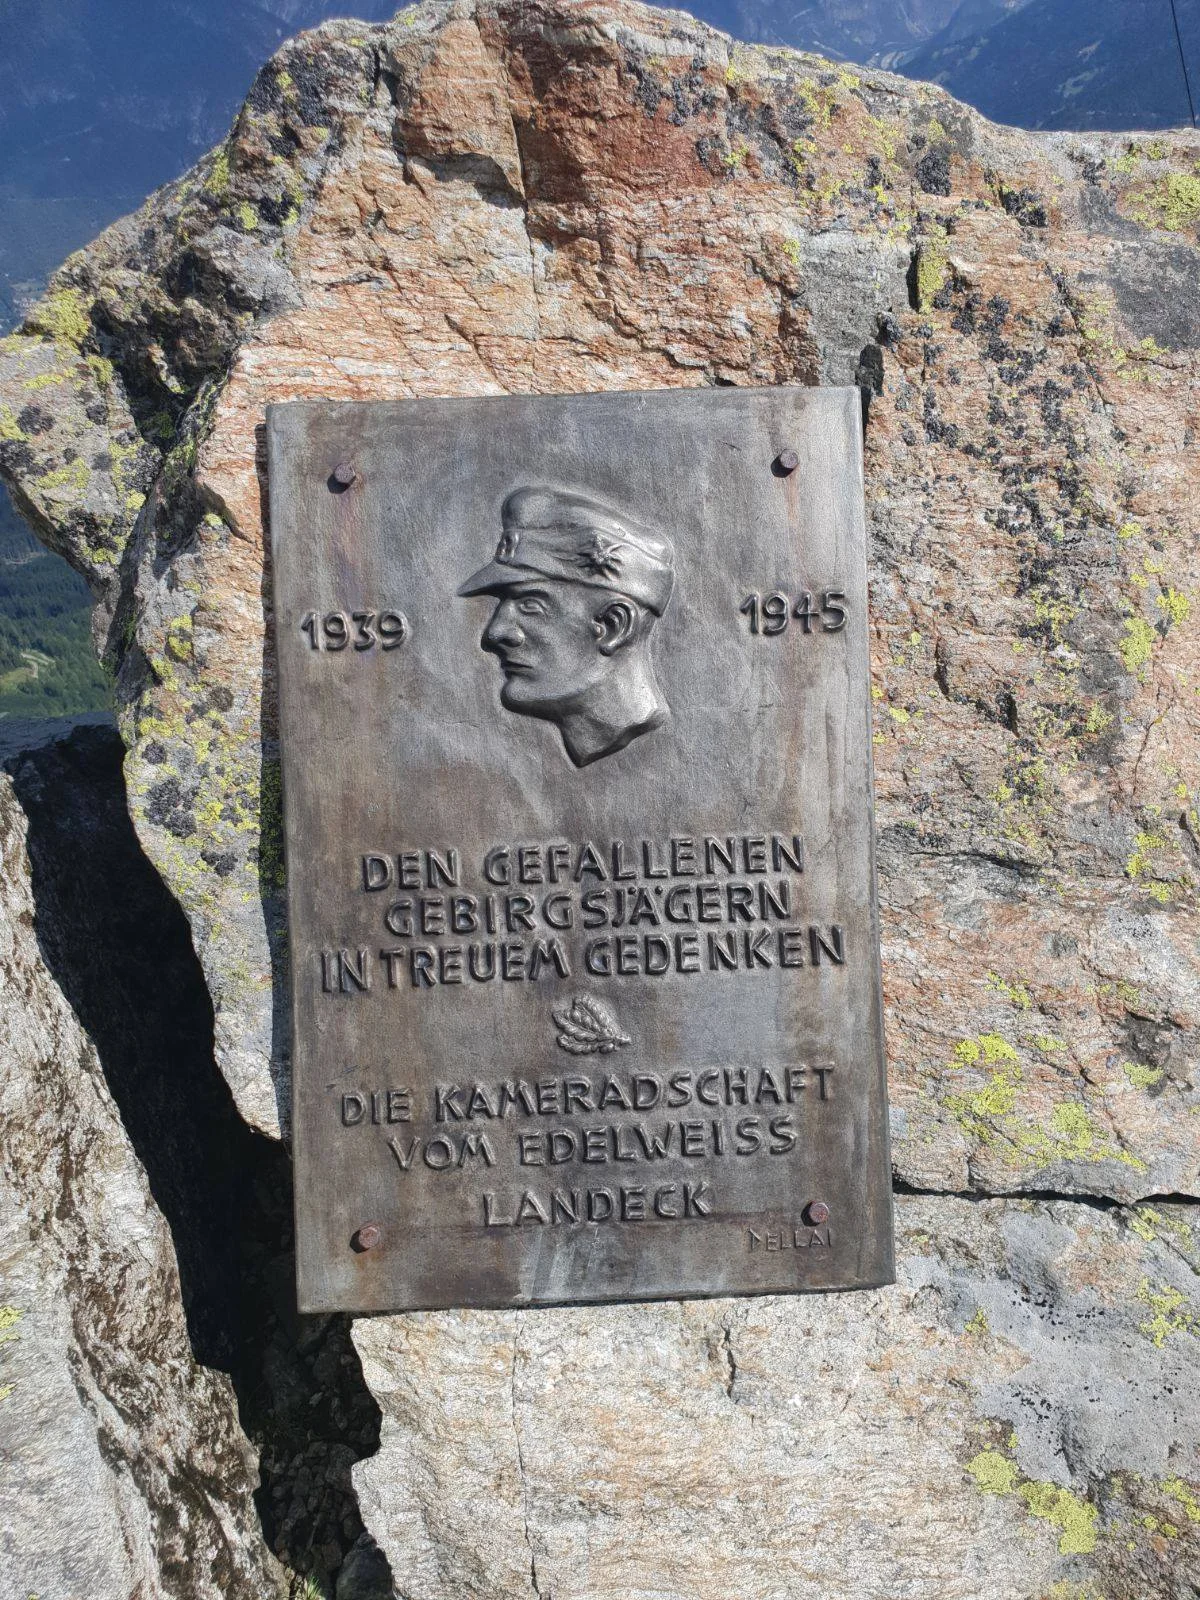 1939 1945
DEN GEFALLENEN
GEBIRGSJÄGERN
IN TREUEM GEDENKEN
DIE KAMERADSCHAFT
VOM EDELWEISS
LANDECK
PELLAI